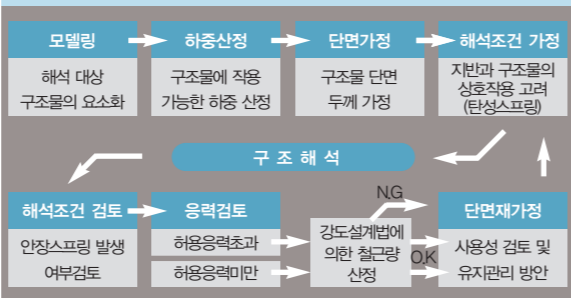 모델링
하중산정
단면가정
해석조건 가정
해석 대상
구조물의 요소화
구조물에 작용
가능한 하중 산정
구조물 단면
두께 가정
지반과 구조물의
상호작용 고려
(탄성스프링)
구 조 해 석
해석조건 검토
응력검토
N.G
단면재가정
안장스프링 발생
여부검토
허용응력초과
허용응력미만
강도설계법에
의한 철근량
산정
O.K
사용성 검토 및
유지관리 방안